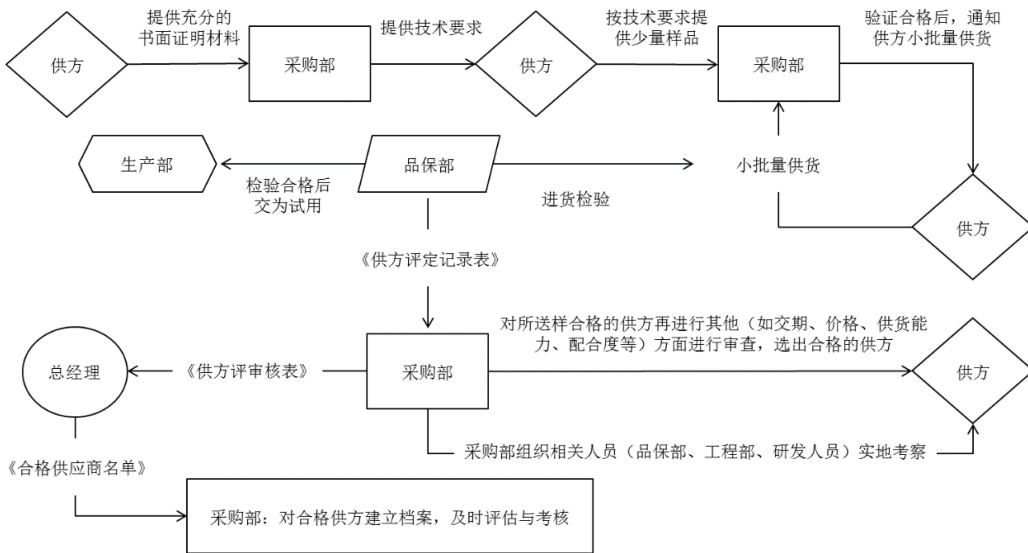 提供充分的
书面证明材料
提供技术要求
按技术要求提
供少量样品
验证合格后，通知
供方小批量供货
供方
采购部
供方
采购部
生产部
检验合格后
交为试用
品保部
进货检验
小批量供货
供方
《供方评定记录表》
对所送样合格的供方再进行其他（如交期、价格、供货能
力、配合度等）方面进行审查，选出合格的供方
总经理
《供方评审核表》
采购部
供方
采购部组织相关人员（品保部、工程部、研发人员）实地考察
《合格供应商名单》
采购部：对合格供方建立档案，及时评估与考核